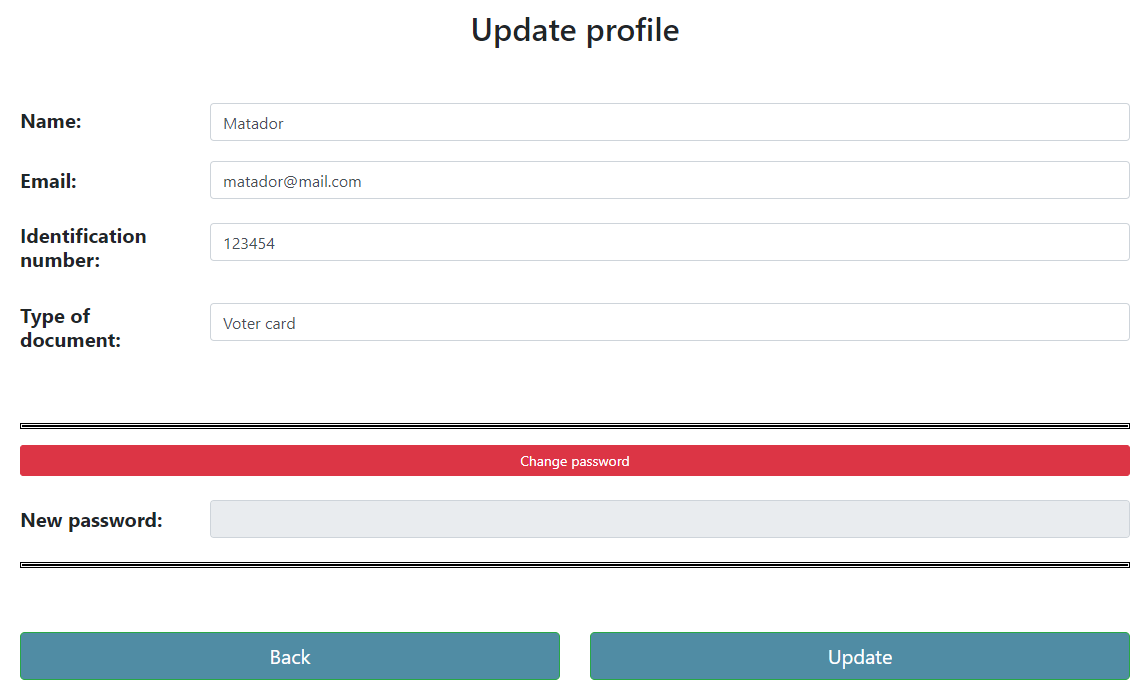 Update profile
Name:
Matador
Email:
matador@mail.com
Identification
number:
123454
Type of
document:
Voter card
Change password
New password:
Back
Update